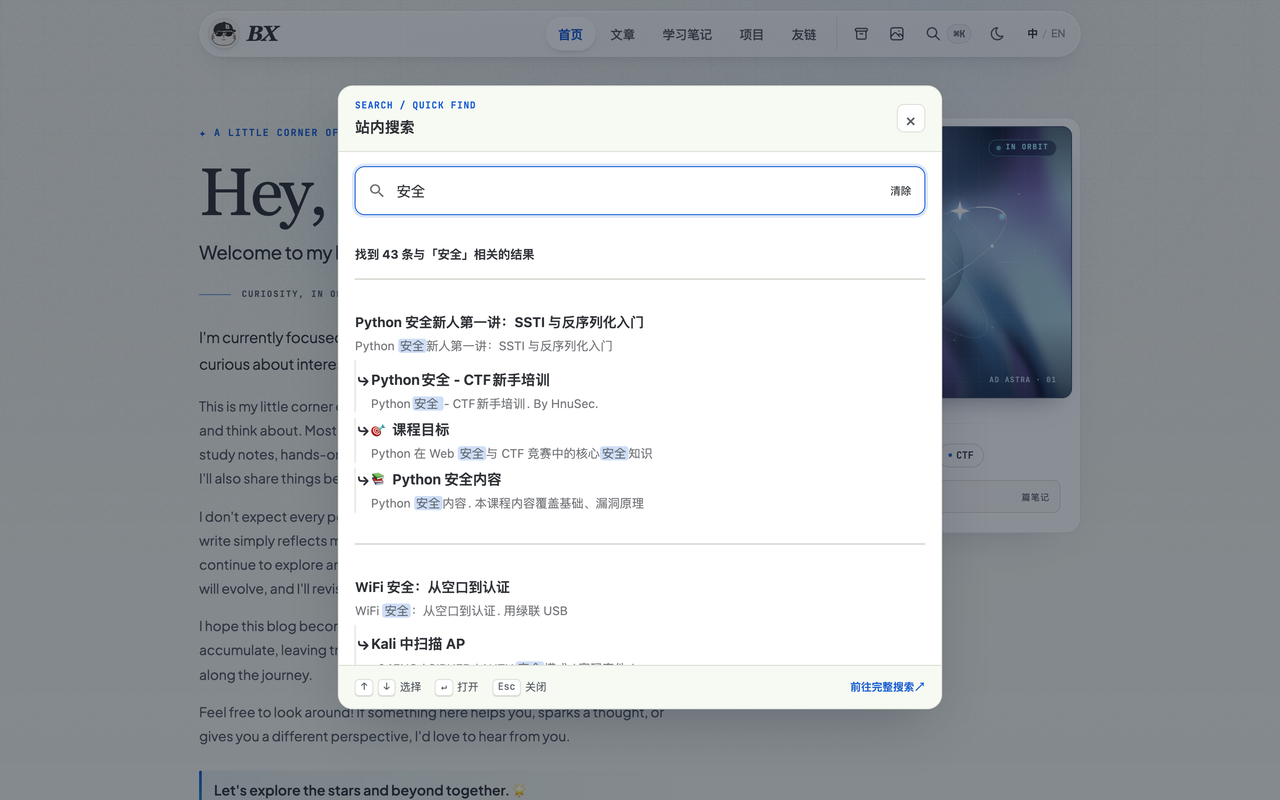 BX
首页 文章 学习笔记 项目 友链 ⌘K 中 / EN
SEARCH / QUICK FIND
站内搜索
×
安全 清除
找到 43 条与「安全」相关的结果
Python 安全新人第一讲：SSTI 与反序列化入门
Python 安全新人第一讲：SSTI 与反序列化入门
Python安全 - CTF新手培训
Python 安全 - CTF新手培训. By HnuSec.
🎯 课程目标
Python 在 Web 安全与 CTF 竞赛中的核心安全知识
📚 Python 安全内容
Python 安全内容. 本课程内容覆盖基础、漏洞原理
WiFi 安全：从空口到认证
WiFi 安全：从空口到认证. 用绿联 USB
Kali 中扫描 AP
↑ ↓ 选择 ↵ 打开 Esc 关闭
前往完整搜索↗
✦ A LITTLE CORNER OF
Hey,
Welcome to my
CURIOSITY, IN
I'm currently focused
curious about
This is my little corner
and think about. Most
study notes,
I'll also share things
I don't expect every
write simply reflects
continue to explore
will evolve, and I'll
I hope this blog
accumulate, leaving
along the journey.
Feel free to look around! If something here helps you, sparks a thought, or
gives you a different perspective, I'd love to hear from you.
Let's explore the stars and beyond together.
IN ORBIT
AD ASTRA · 01
CTF
篇笔记